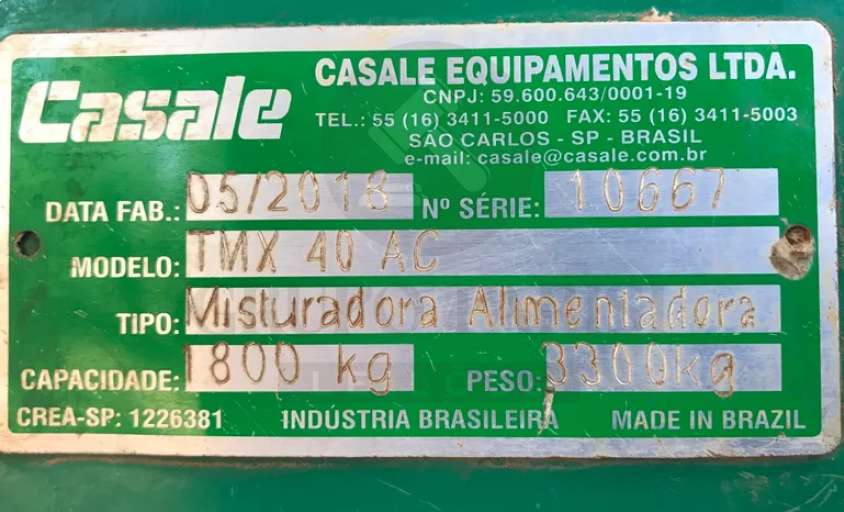 Casale
CASALE EQUIPAMENTOS LTDA.
CNPJ: 59.600.643/0001-19
TEL.: 55 (16) 3411-5000 FAX: 55 (16) 3411-5003
SÃO CARLOS - SP - BRASIL
e-mail: casale@casale.com.br
DATA FAB.: 05/2018 Nº SÉRIE: 10667
MODELO: TMX 40 AC
TIPO: Misturadora Alimentadora
CAPACIDADE: 1800 kg PESO: 3300kg
CREA-SP: 1226381 INDÚSTRIA BRASILEIRA MADE IN BRAZIL